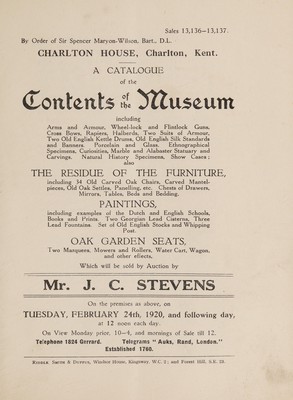 Sales 13,136—13,137.
By Order of Sir Spencer Maryon-Wilson, Bart., D.L.
CHARLTON HOUSE, Charlton, Kent.
A CATALOGUE
of the
Contents of the Museum
including
Arms and Armour, Wheel-lock and Flintlock Guns,
Cross Bows, Rapiers, Halberds, Two Suits of Armour,
Two Old English Kettle Drums, Old English Silk Standards
and Banners. Porcelain and Glass. Ethnographical
Specimens, Curiosities, Marble and Alabaster Statuary and
Carvings. Natural History Specimens, Show Cases;
also
THE RESIDUE OF THE FURNITURE,
including 34 Old Carved Oak Chairs, Carved Mantel-
pieces, Old Oak Settles, Panelling, etc. Chests of Drawers,
Mirrors, Tables, Beds and Bedding.
PAINTINGS,
including examples of the Dutch and English Schools,
Books and Prints. Two Georgian Lead Cisterns, Three
Lead Fountains. Set of Old English Stocks and Whipping
Post.
OAK GARDEN SEATS,
Two Marquees, Mowers and Rollers, Water Cart, Wagon,
and other effects,
Which will be sold by Auction by
Mr. J. C. STEVENS
On the premises as above, on
TUESDAY, FEBRUARY 24th, 1920, and following day,
at 12 noon each day.
On View Monday prior, 10—4, and mornings of Sale till 12.
Telephone 1824 Gerrard. Telegrams "Auks, Rand, London."
Established 1760.
Kingsway, W.C. 2; and Forest Hill, S.E. 23.